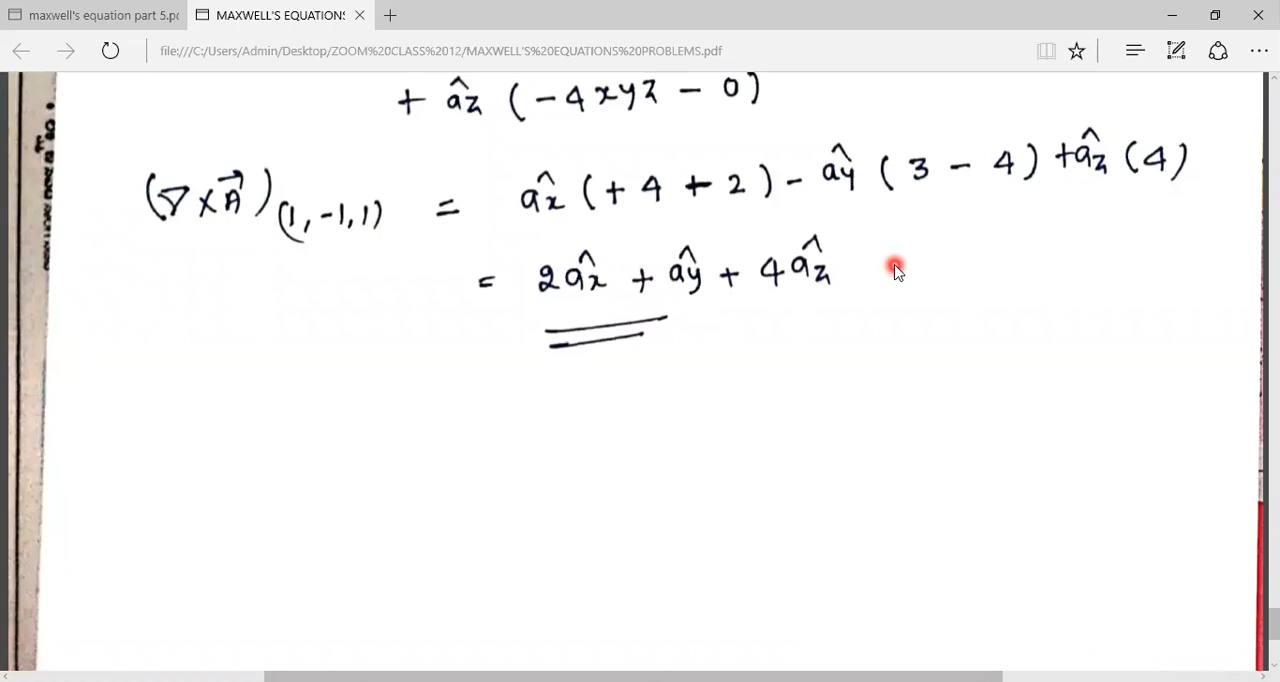 maxwell's equation part 5.pc
MAXWELL'S EQUATIONS
file:///C:/Users/Admin/Desktop/ZOOM%20CLASS%2012/MAXWELL'S%20EQUATIONS%20PROBLEMS.pdf
+ âz (-4xyz - 0)
(∇ × A⃗)(1,-1,1) = âx (+4 + 2) - ây (3 - 4) + âz (4)
= 2âx + ây + 4âz